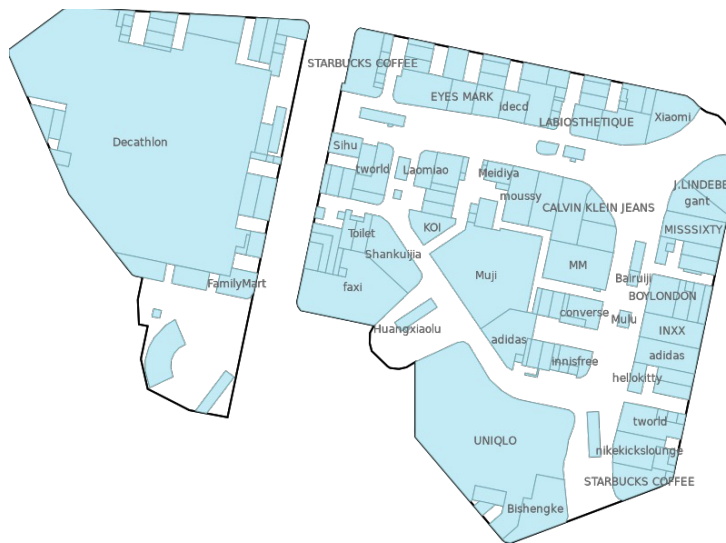 STARBUCKS COFFEE
EYES MARK
idecd
LABIOSTHETIQUE
Xiaomi
Decathlon
Sihu
tworld
Laomiao
Meidiya
moussy
CALVIN KLEIN JEANS
J.LINDEBE
gant
MISSSIXTY
KOI
Toilet
Shankuijia
faxi
FamilyMart
Muji
MM
Bairuiji
BOYLONDON
converse
Mulu
INXX
Huangxiaolu
adidas
innisfree
adidas
hellokitty
UNIQLO
tworld
nikekickslounge
STARBUCKS COFFEE
Bishengke